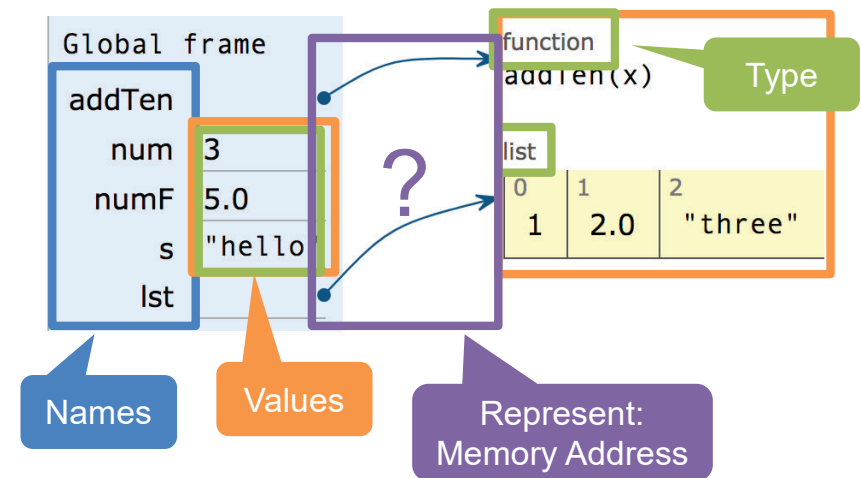 Global frame
addTen
num 3
numF 5.0
s "hello"
lst
?
function
addTen(x)
list
0 1 2
1 2.0 "three"
Type
Names
Values
Represent:
Memory Address